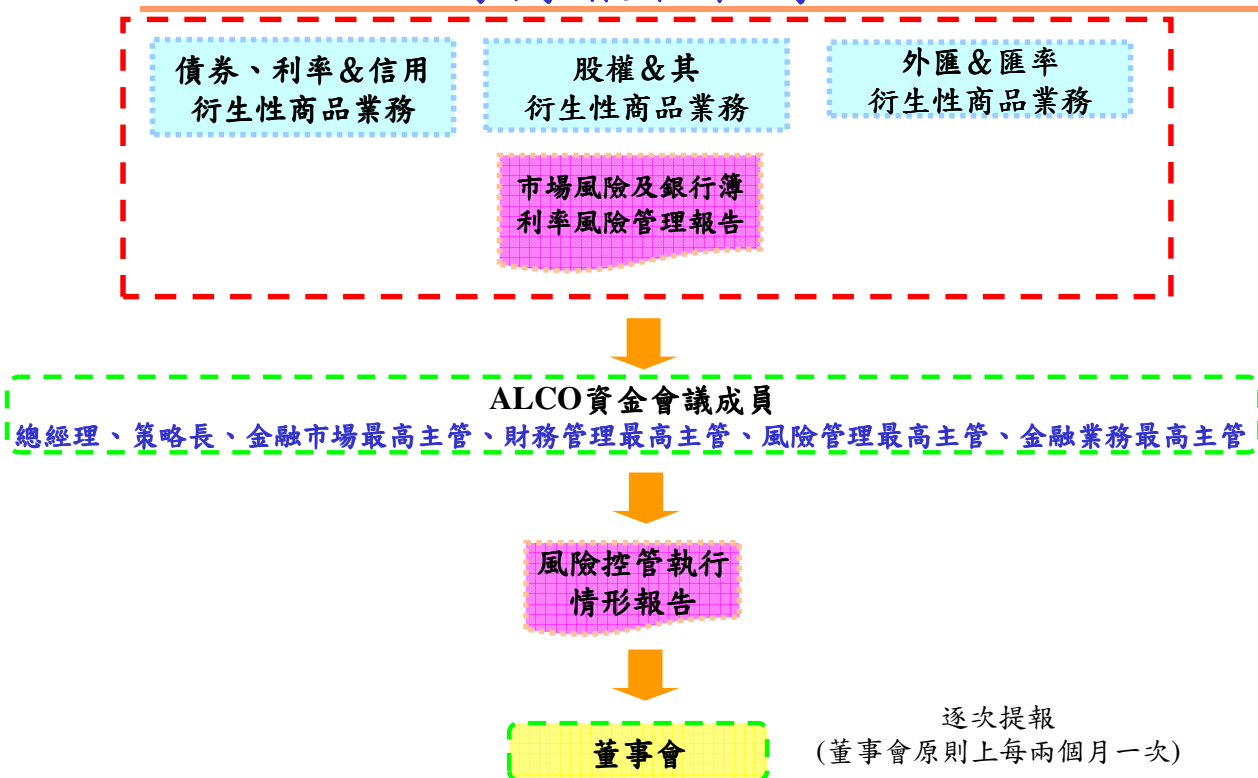 債券、利率＆信用
衍生性商品業務
股權＆其
衍生性商品業務
外匯＆匯率
衍生性商品業務
市場風險及銀行簿
利率風險管理報告
ALCO資金會議成員
總經理、策略長、金融市場最高主管、財務管理最高主管、風險管理最高主管、金融業務最高主管
風險控管執行
情形報告
董事會
逐次提報
(董事會原則上每兩個月一次)